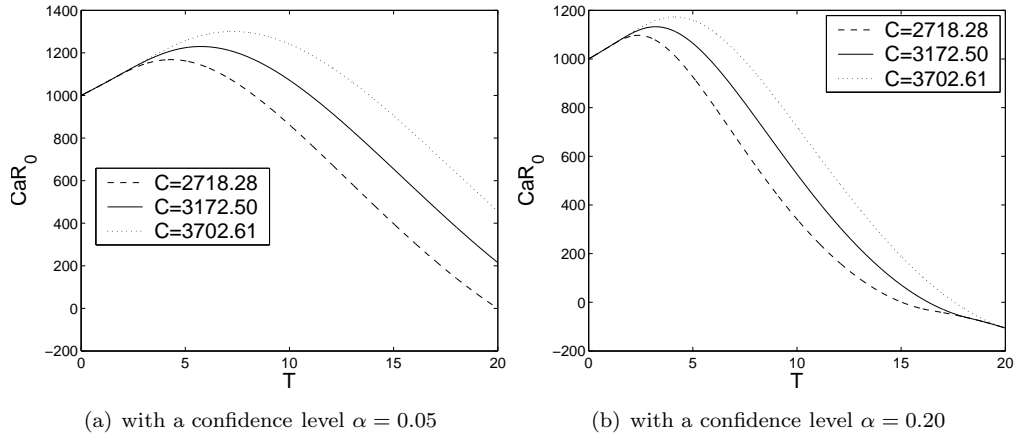 1400
1200
1000
800
600
400
200
0
−200
CaR_0
C=2718.28
C=3172.50
C=3702.61
0 5 10 15 20
T
(a) with a confidence level α = 0.05
1200
1000
800
600
400
200
0
−200
CaR_0
C=2718.28
C=3172.50
C=3702.61
0 5 10 15 20
T
(b) with a confidence level α = 0.20